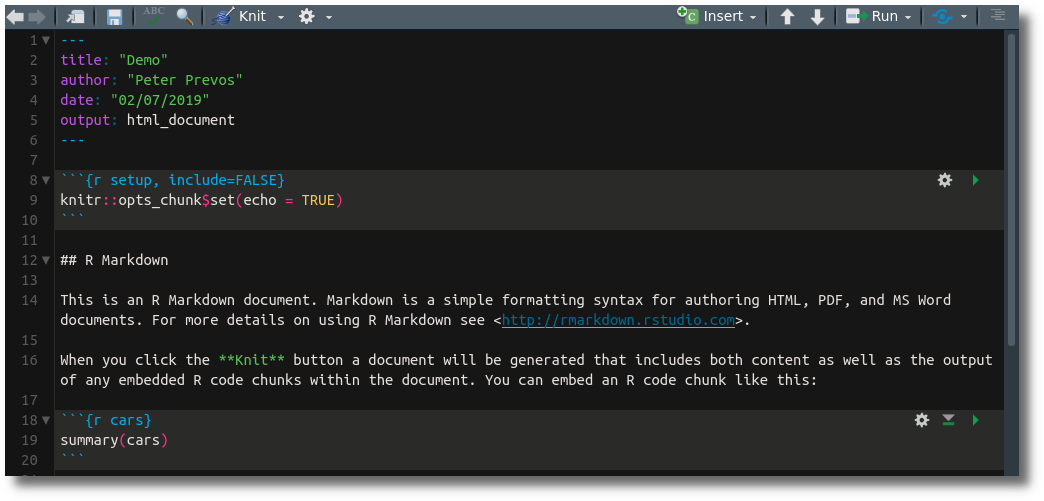 ABC Knit Insert Run
1 ---
2 title: "Demo"
3 author: "Peter Prevos"
4 date: "02/07/2019"
5 output: html_document
6 ---
7
8 ```{r setup, include=FALSE}
9 knitr::opts_chunk$set(echo = TRUE)
10 ```
11
12 ## R Markdown
13
14 This is an R Markdown document. Markdown is a simple formatting syntax for authoring HTML, PDF, and MS Word
documents. For more details on using R Markdown see <http://rmarkdown.rstudio.com>.
15
16 When you click the **Knit** button a document will be generated that includes both content as well as the output
of any embedded R code chunks within the document. You can embed an R code chunk like this:
17
18 ```{r cars}
19 summary(cars)
20 ```